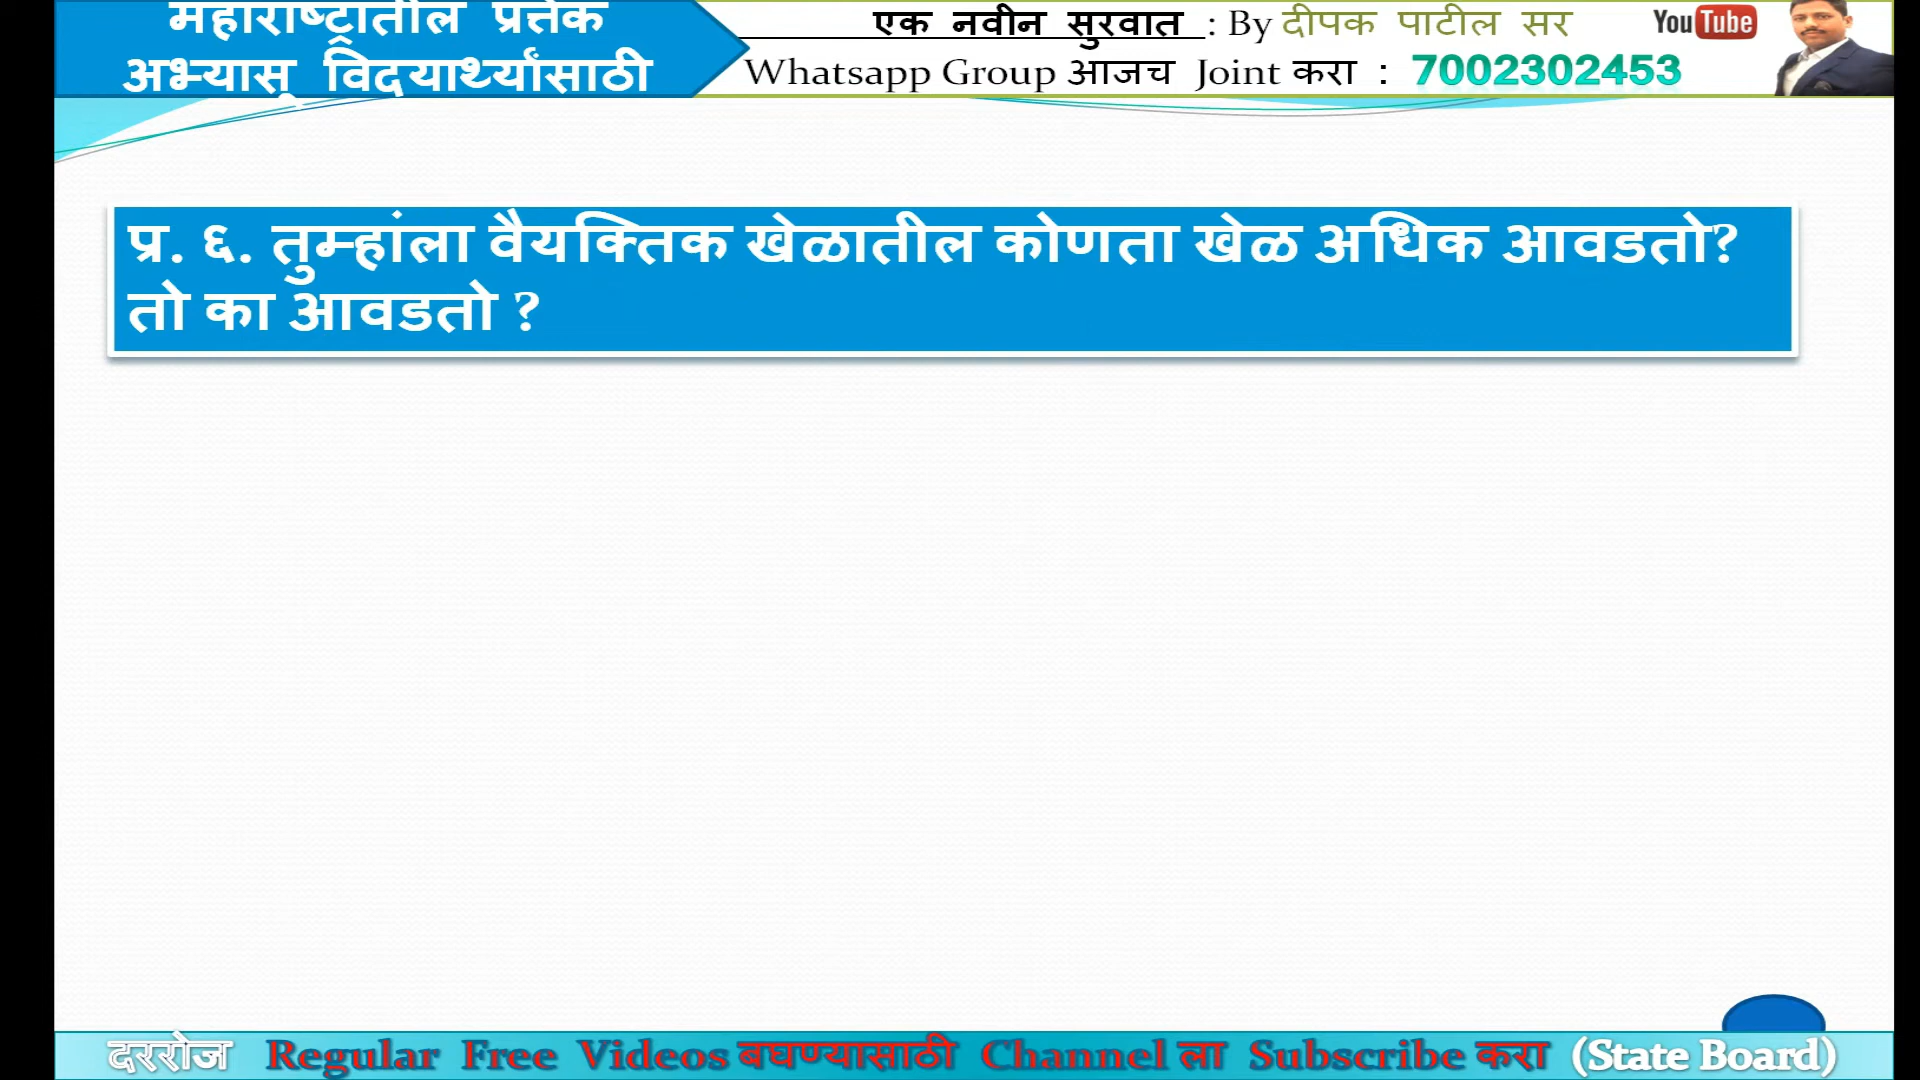 महाराष्ट्रातील प्रत्तेक
अभ्यासू विदयार्थ्यांसाठी
एक नवीन सुरवात : By दीपक पाटील सर
YouTube
Whatsapp Group आजच Joint करा : 7002302453
प्र. ६. तुम्हांला वैयक्तिक खेळातील कोणता खेळ अधिक आवडतो?
तो का आवडतो ?
दररोज Regular Free Videos बघण्यासाठी Channel ला Subscribe करा (State Board)